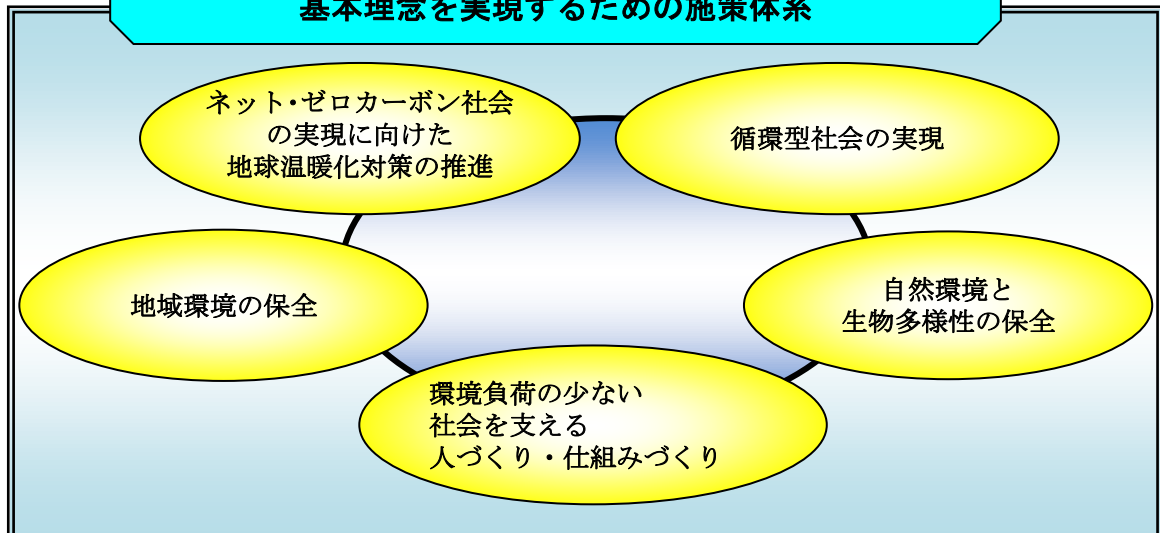 基本理念を実現するための施策体系
ネット・ゼロカーボン社会
の実現に向けた
地球温暖化対策の推進
循環型社会の実現
地域環境の保全
自然環境と
生物多様性の保全
環境負荷の少ない
社会を支える
人づくり・仕組みづくり